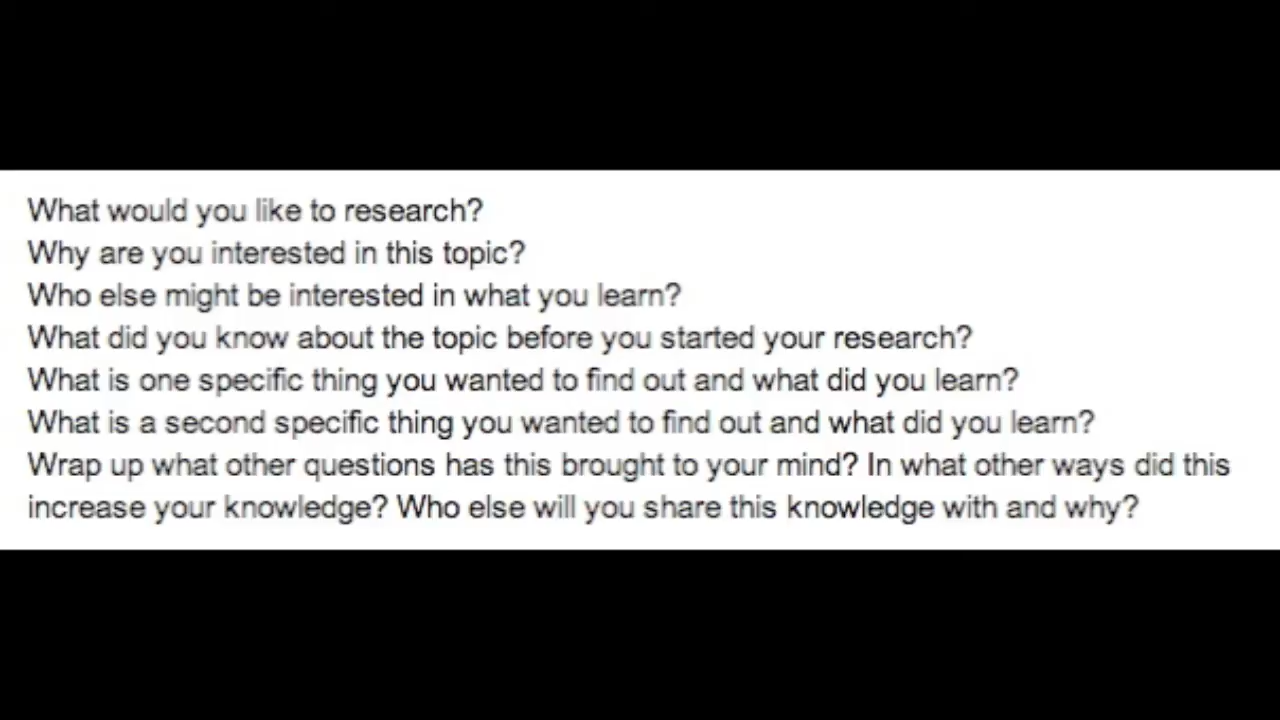 What would you like to research?
Why are you interested in this topic?
Who else might be interested in what you learn?
What did you know about the topic before you started your research?
What is one specific thing you wanted to find out and what did you learn?
What is a second specific thing you wanted to find out and what did you learn?
Wrap up what other questions has this brought to your mind? In what other ways did this
increase your knowledge? Who else will you share this knowledge with and why?